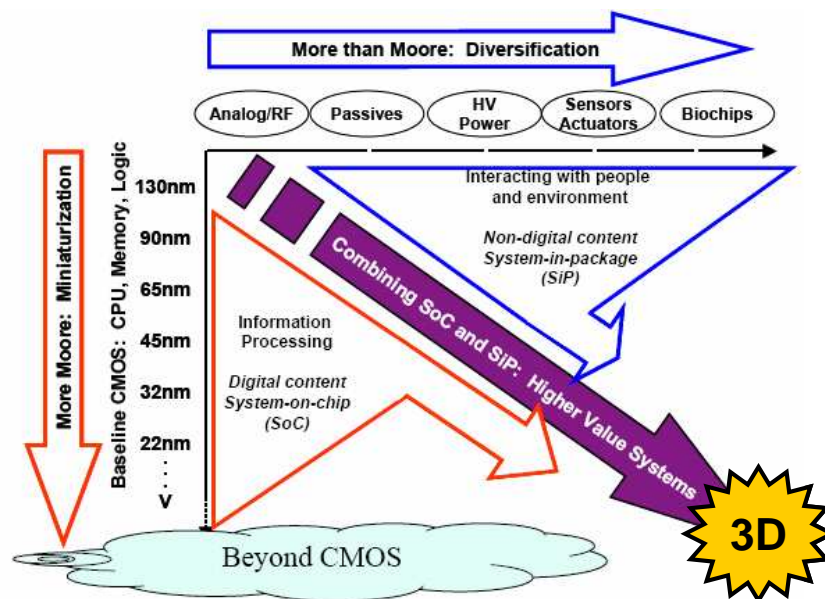 More than Moore: Diversification
Analog/RF
Passives
HV
Power
Sensors
Actuators
Biochips
More Moore: Miniaturization
Baseline CMOS: CPU, Memory, Logic
130nm
90nm
65nm
45nm
32nm
22nm
V
Interacting with people
and environment
Non-digital content
System-in-package
(SiP)
Combining SoC and SiP: Higher Value Systems
Information
Processing
Digital content
System-on-chip
(SoC)
Beyond CMOS
3D